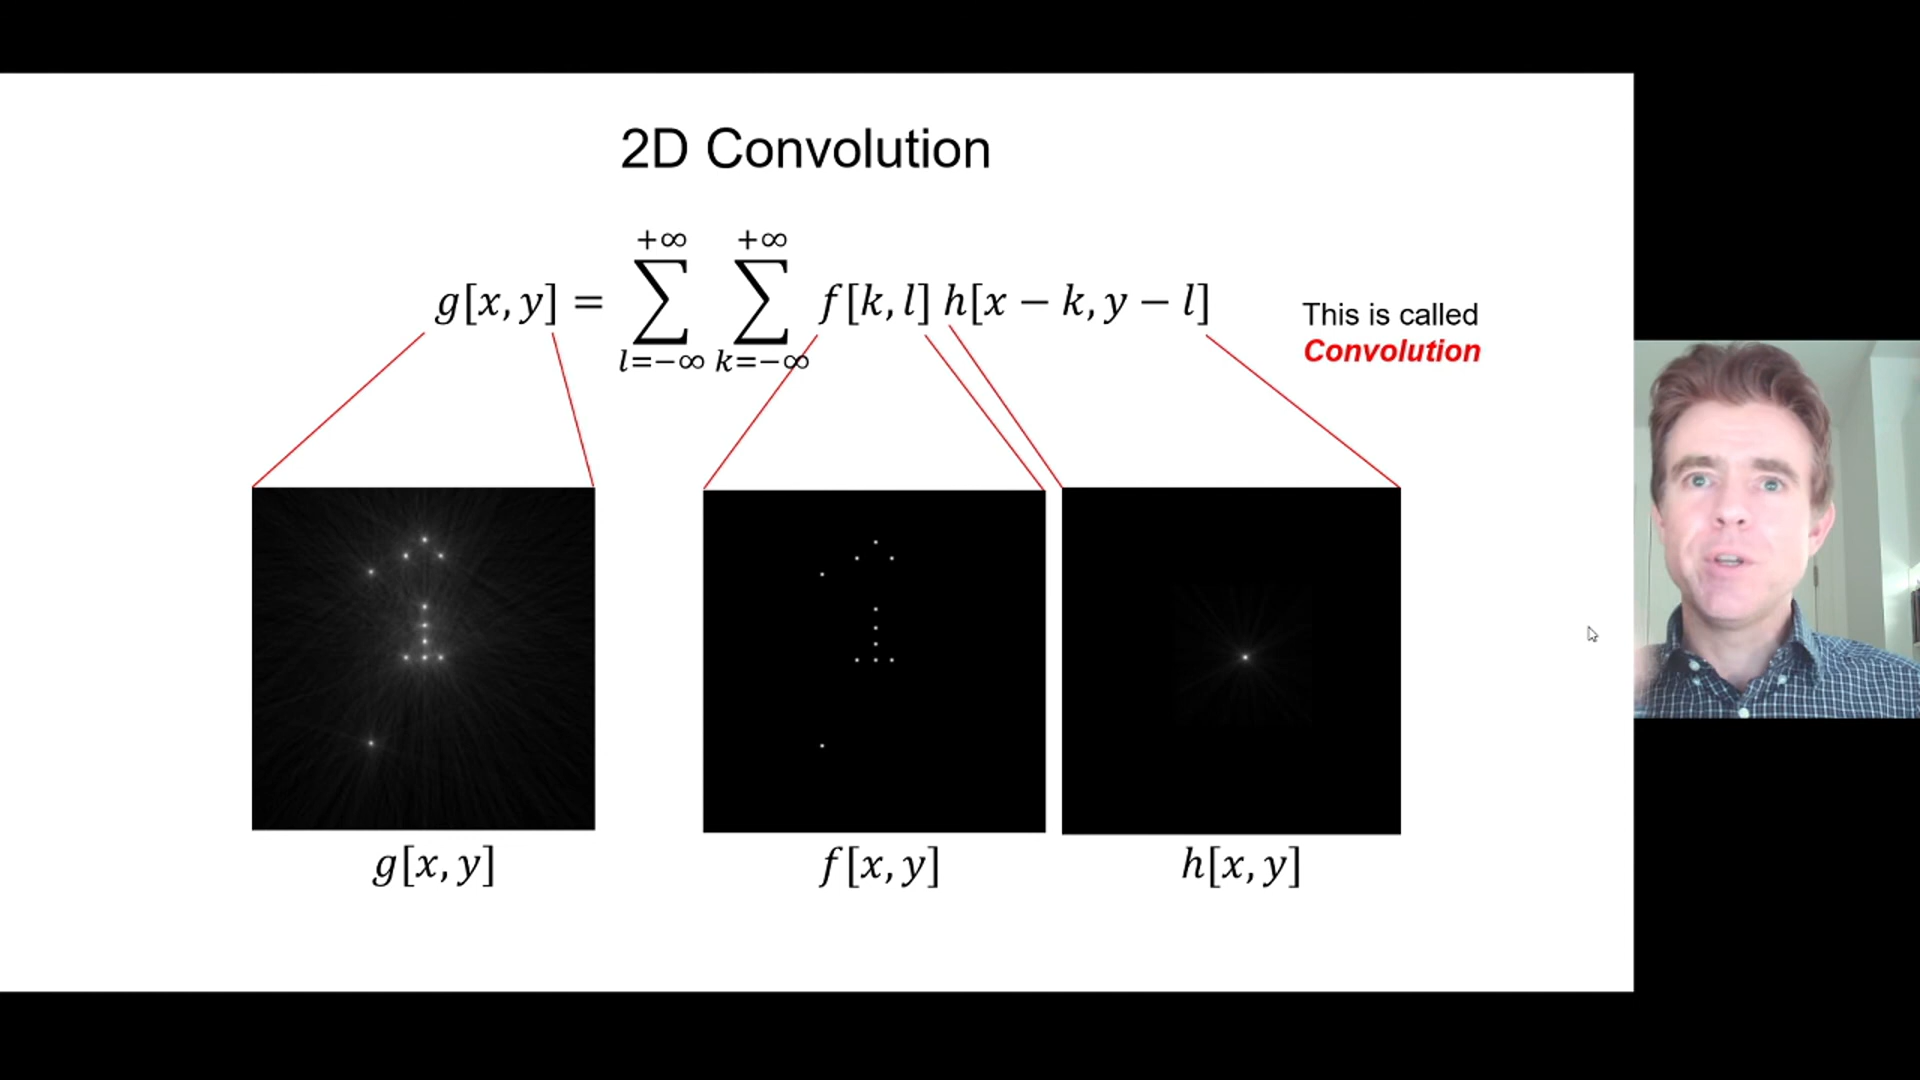 2D Convolution
g[x, y] = +∞∑l=−∞ +∞∑k=−∞ f[k, l] h[x − k, y − l]
This is called
Convolution
g[x, y]
f[x, y]
h[x, y]